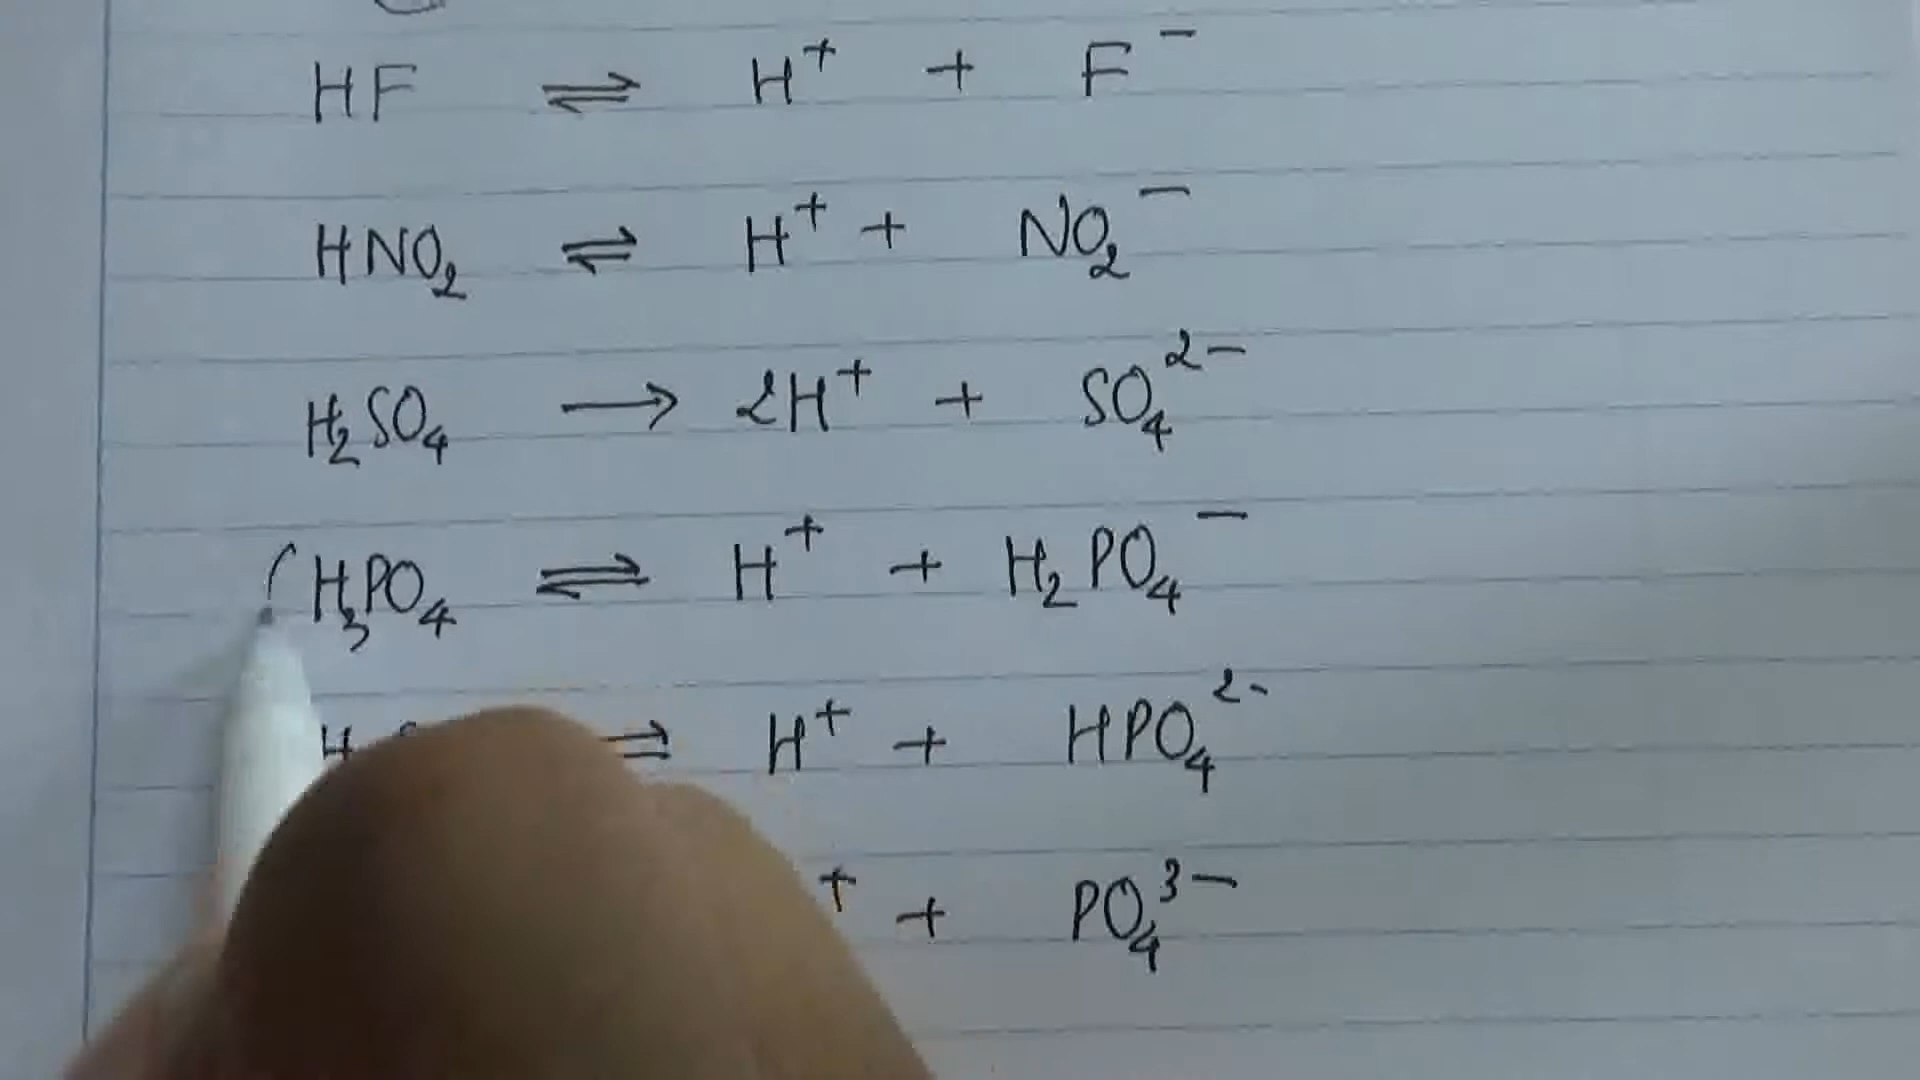 HF ⇌ H⁺ + F⁻
HNO₂ ⇌ H⁺ + NO₂⁻
H₂SO₄ → 2H⁺ + SO₄²⁻
(H₃PO₄ ⇌ H⁺ + H₂PO₄⁻
H ⇌ H⁺ + HPO₄²⁻
⁺ + PO₄³⁻